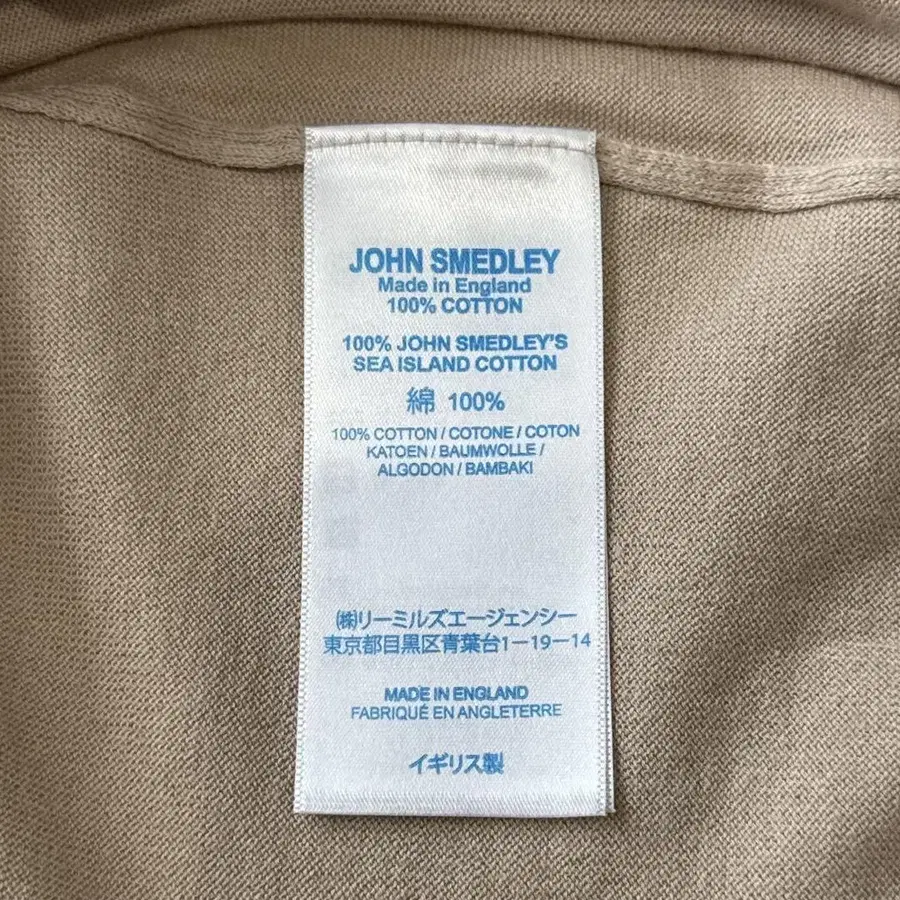 JOHN SMEDLEY
Made in England
100% COTTON
100% JOHN SMEDLEY'S
SEA ISLAND COTTON
綿 100%
100% COTTON / COTONE / COTON
KATOEN / BAUMWOLLE /
ALGODON / BAMBAKI
㈱リーミルズエージェンシー
東京都目黒区青葉台1－19－14
MADE IN ENGLAND
FABRIQUÉ EN ANGLETERRE
イギリス製